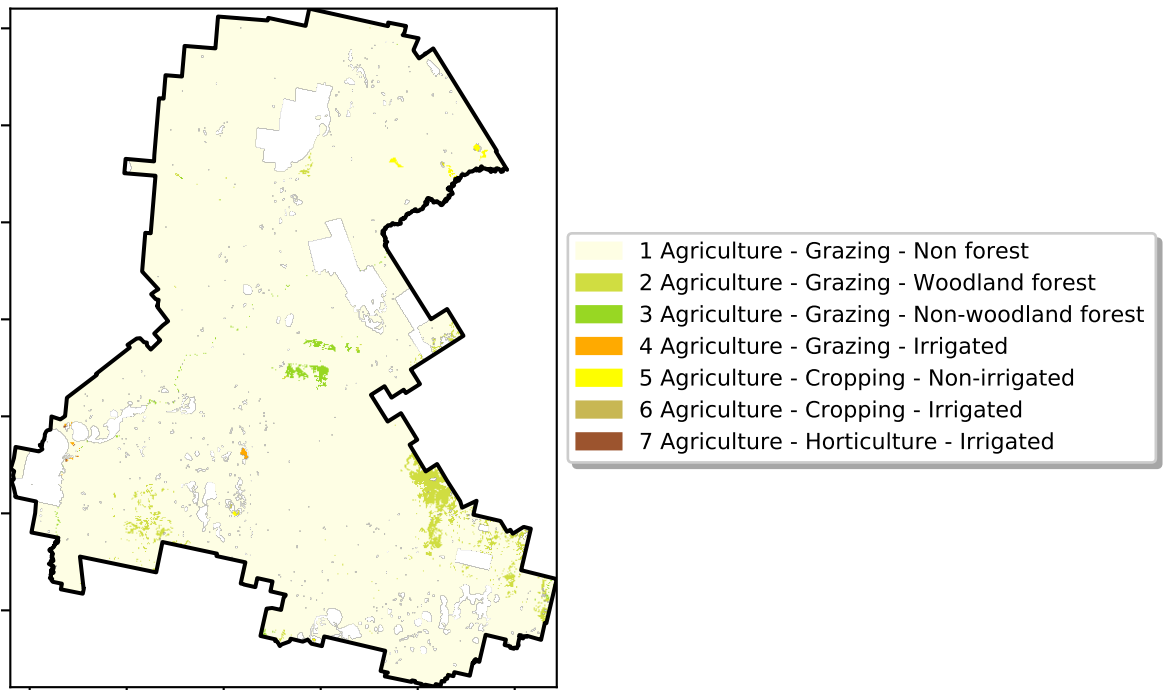 1 Agriculture - Grazing - Non forest
2 Agriculture - Grazing - Woodland forest
3 Agriculture - Grazing - Non-woodland forest
4 Agriculture - Grazing - Irrigated
5 Agriculture - Cropping - Non-irrigated
6 Agriculture - Cropping - Irrigated
7 Agriculture - Horticulture - Irrigated